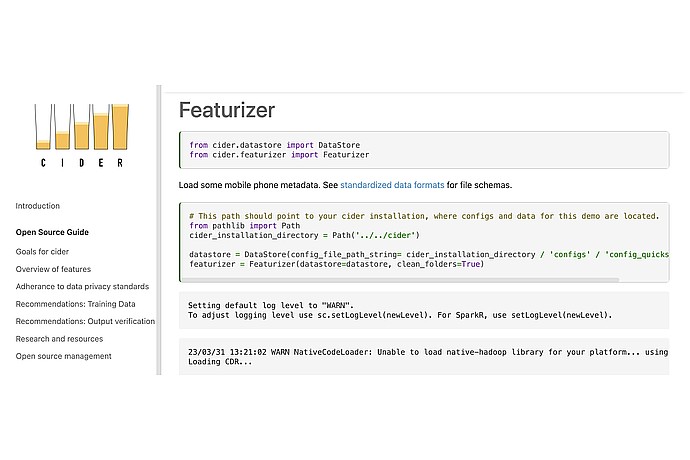 C I D E R
Introduction
Open Source Guide
Goals for cider
Overview of features
Adherence to data privacy standards
Recommendations: Training Data
Recommendations: Output verification
Research and resources
Open source management
Featurizer
from cider.datastore import DataStore
from cider.featurizer import Featurizer
Load some mobile phone metadata. See standardized data formats for file schemas.
# This path should point to your cider installation, where configs and data for this demo are located.
from pathlib import Path
cider_installation_directory = Path('../../cider')
datastore = DataStore(config_file_path_string= cider_installation_directory / 'configs' / 'config_quicks
featurizer = Featurizer(datastore=datastore, clean_folders=True)
Setting default log level to "WARN".
To adjust logging level use sc.setLogLevel(newLevel). For SparkR, use setLogLevel(newLevel).
23/03/31 13:21:02 WARN NativeCodeLoader: Unable to load native-hadoop library for your platform... using
Loading CDR...